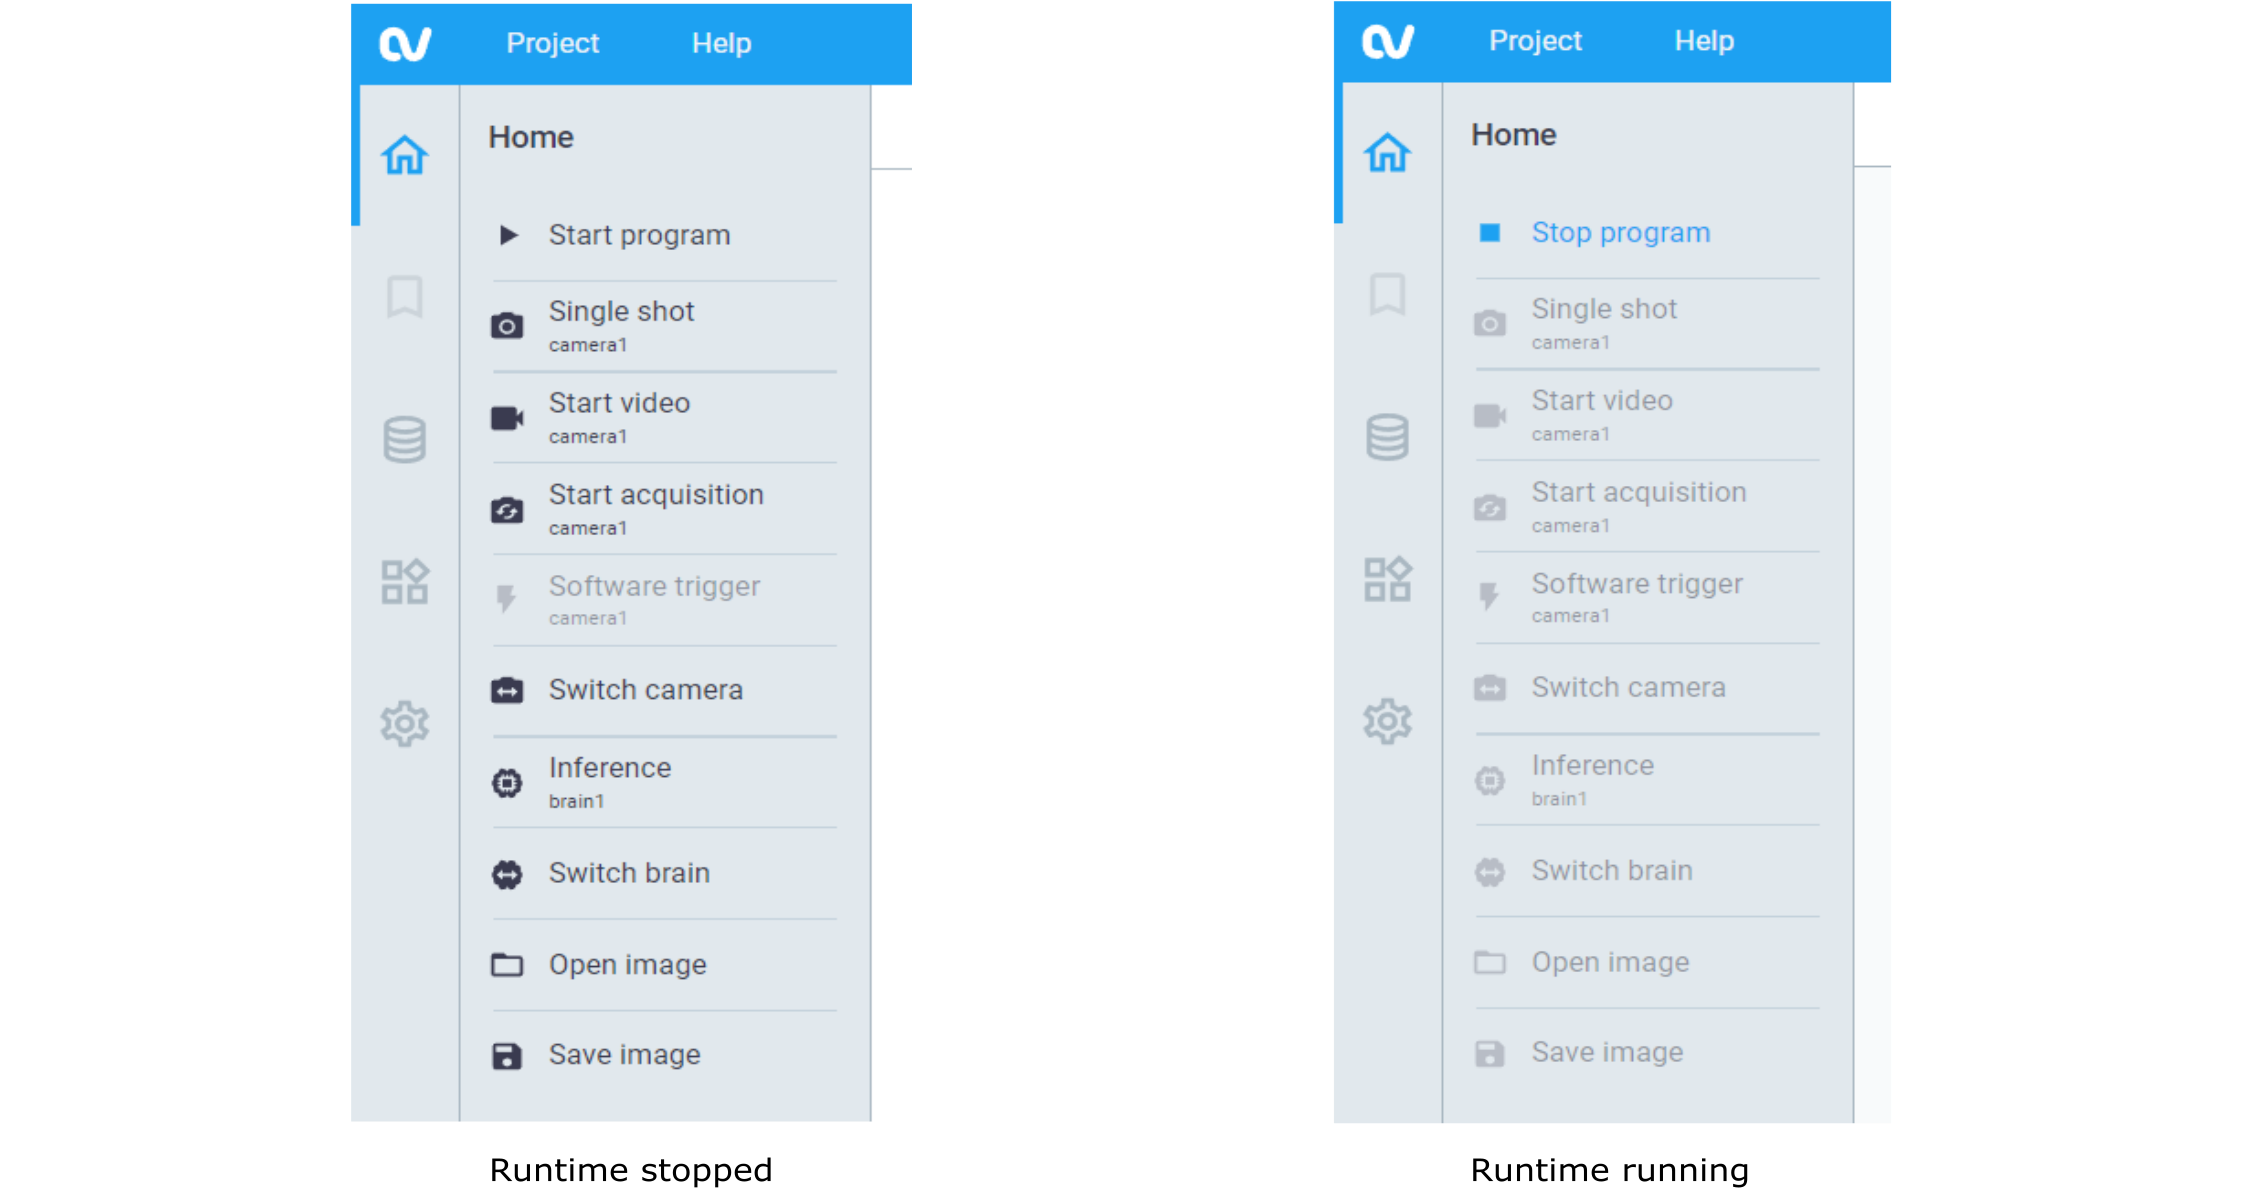 Project Help
Home
Start program
Single shot
camera1
Start video
camera1
Start acquisition
camera1
Software trigger
camera1
Switch camera
Inference
brain1
Switch brain
Open image
Save image
Runtime stopped
Project Help
Home
Stop program
Single shot
camera1
Start video
camera1
Start acquisition
camera1
Software trigger
camera1
Switch camera
Inference
brain1
Switch brain
Open image
Save image
Runtime running